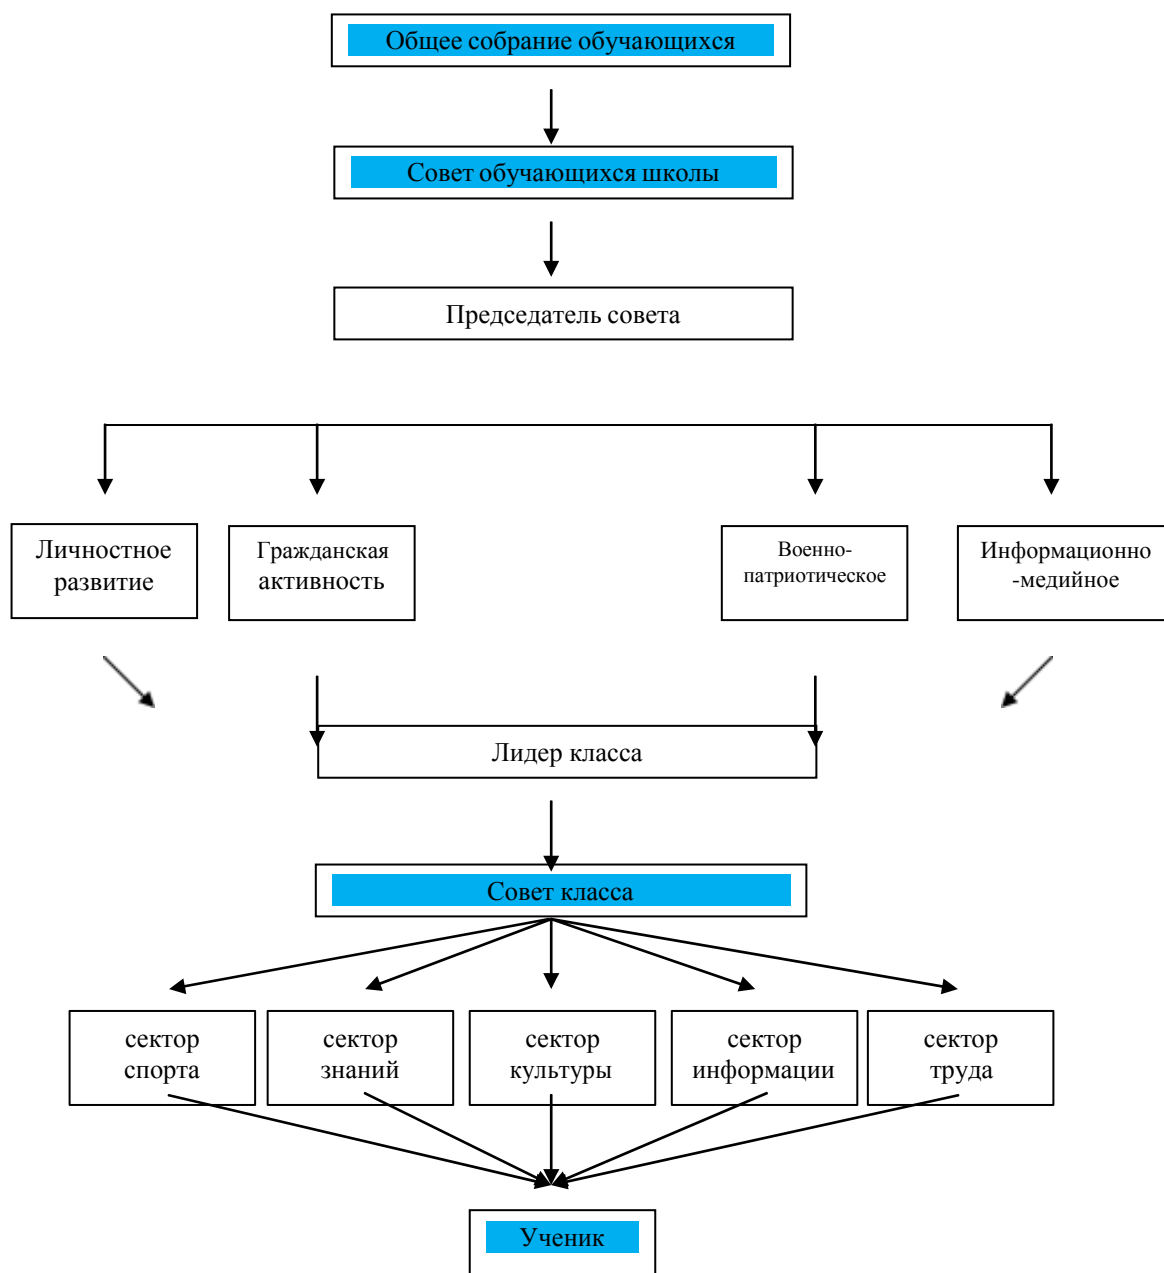 Общее собрание обучающихся
Совет обучающихся школы
Председатель совета
Личностное
развитие
Гражданская
активность
Военно-
патриотическое
Информационно
-медийное
Лидер класса
Совет класса
сектор
спорта
сектор
знаний
сектор
культуры
сектор
информации
сектор
труда
Ученик